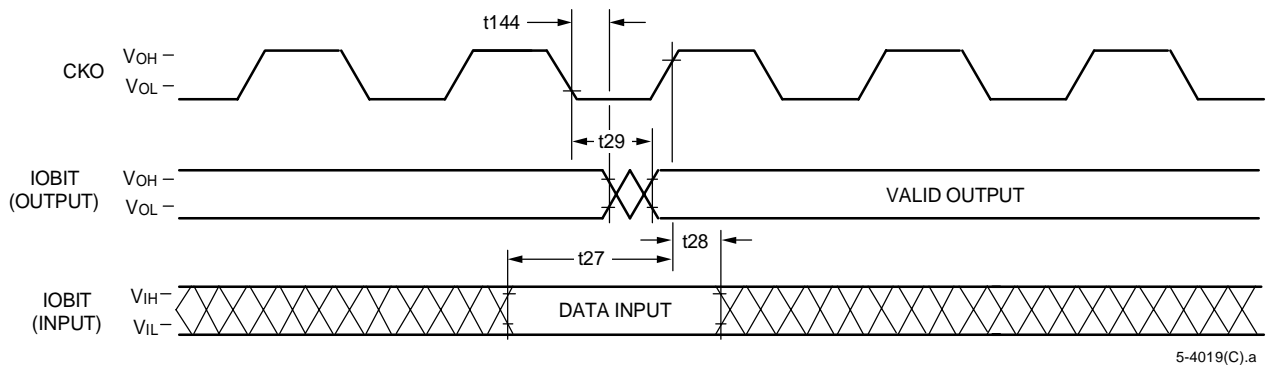 t144
CKO
VOH
VOL
t29
IOBIT
(OUTPUT)
VOH
VOL
VALID OUTPUT
t28
t27
IOBIT
(INPUT)
VIH
VIL
DATA INPUT
5-4019(C).a